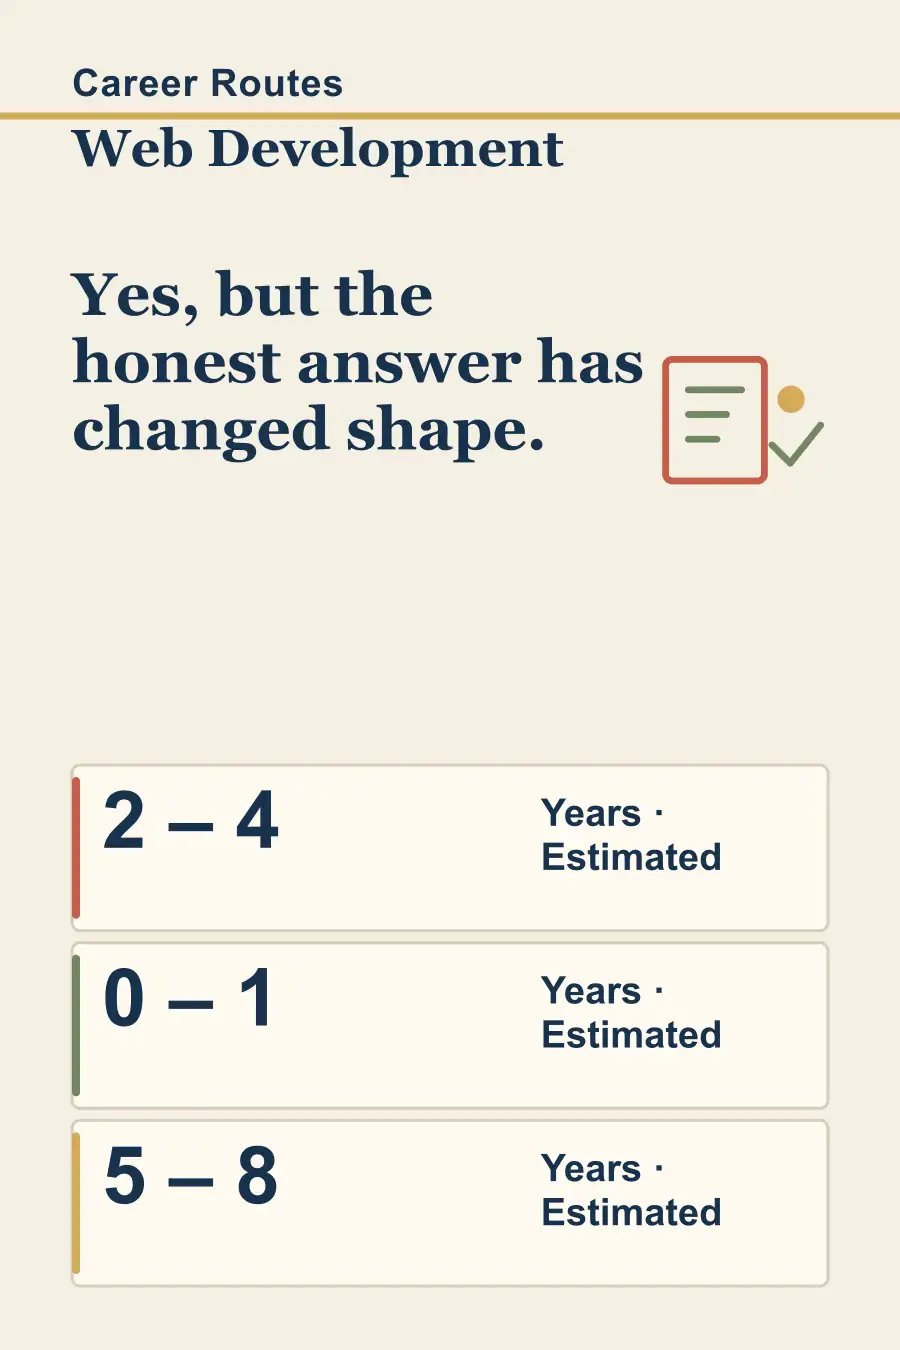 Career Routes
Web Development
Yes, but the
honest answer has
changed shape.
2 – 4
Years ·
Estimated
0 – 1
Years ·
Estimated
5 – 8
Years ·
Estimated